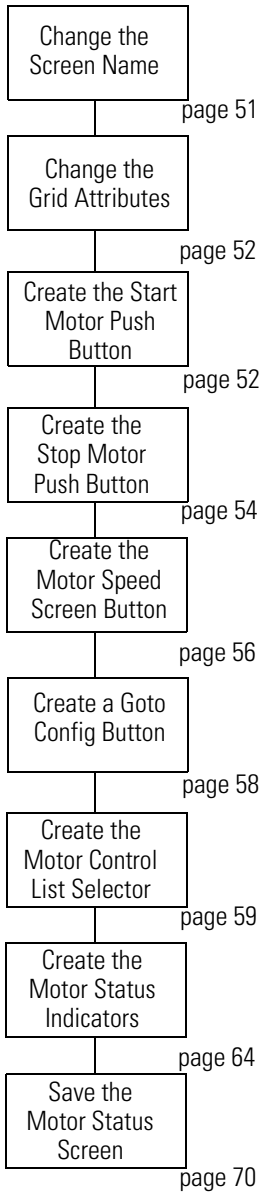 Change the
Screen Name
page 51
Change the
Grid Attributes
page 52
Create the Start
Motor Push
Button
page 52
Create the
Stop Motor
Push Button
page 54
Create the
Motor Speed
Screen Button
page 56
Create a Goto
Config Button
page 58
Create the
Motor Control
List Selector
page 59
Create the
Motor Status
Indicators
page 64
Save the
Motor Status
Screen
page 70